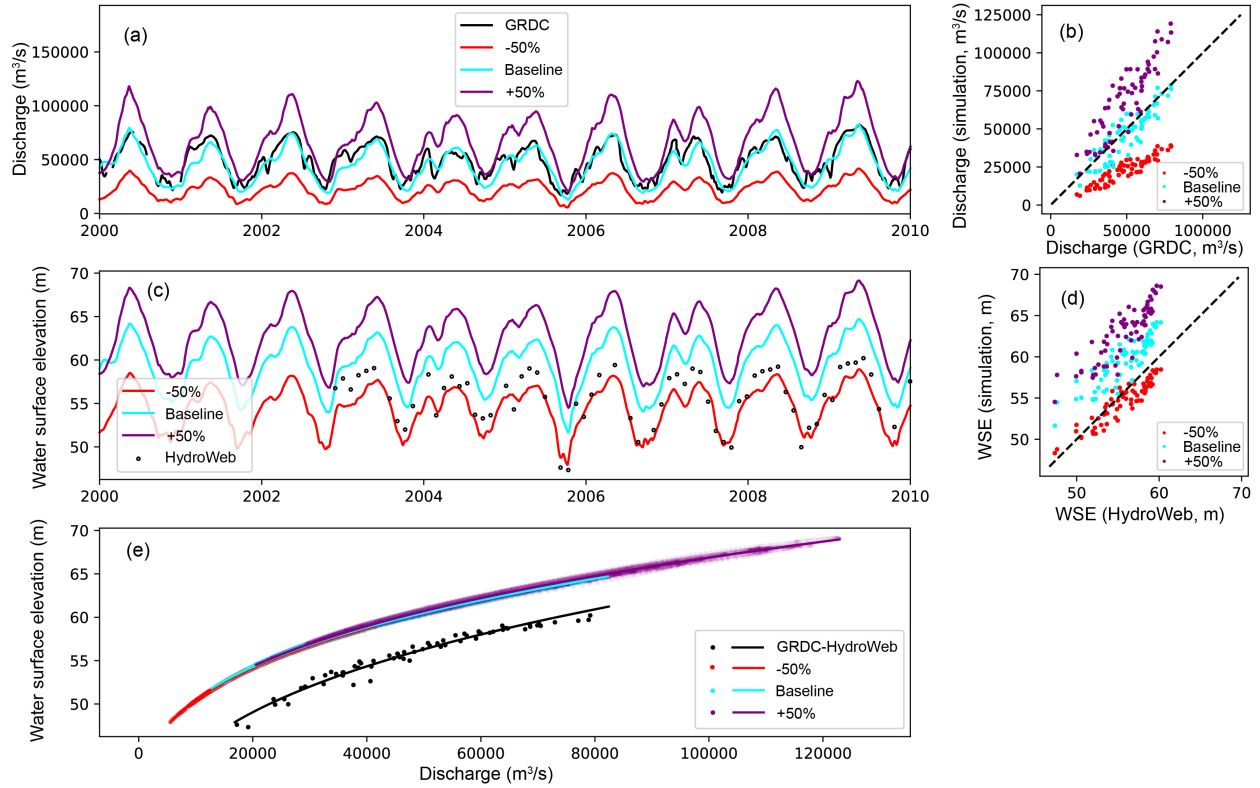 (a)
Discharge (m³/s)
150000
100000
50000
0
GRDC
-50%
Baseline
+50%
2000 2002 2004 2006 2008 2010
(b)
Discharge (simulation, m³/s)
125000
100000
75000
50000
25000
0
-50%
Baseline
+50%
0 50000 100000
Discharge (GRDC, m³/s)
(c)
Water surface elevation (m)
70
65
60
55
50
-50%
Baseline
+50%
HydroWeb
2000 2002 2004 2006 2008 2010
(d)
WSE (simulation, m)
70
65
60
55
50
-50%
Baseline
+50%
50 60 70
WSE (HydroWeb, m)
(e)
Water surface elevation (m)
70
65
60
55
50
GRDC-HydroWeb
-50%
Baseline
+50%
0 20000 40000 60000 80000 100000 120000
Discharge (m³/s)